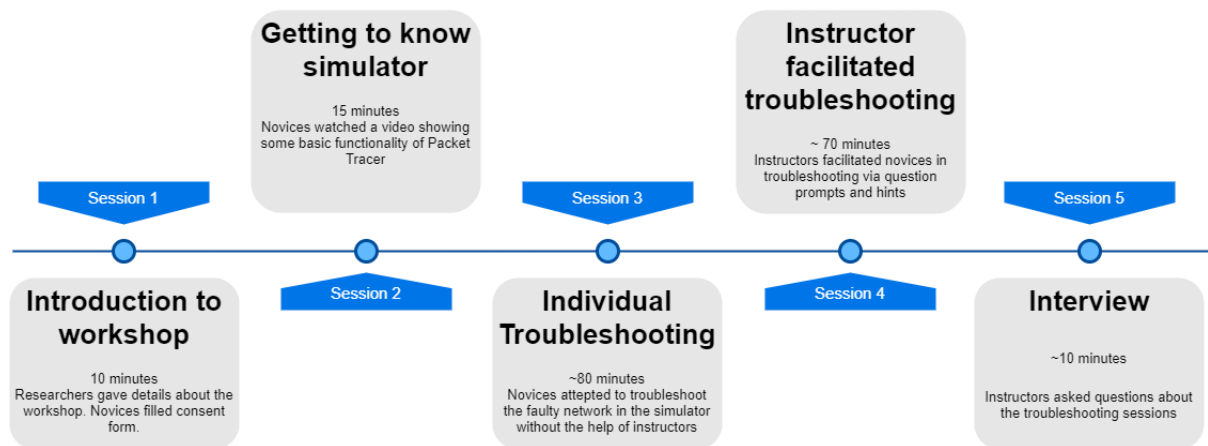 Session 1
Introduction to
workshop
10 minutes
Researchers gave details about the
workshop. Novices filled consent
form.
Getting to know
simulator
15 minutes
Novices watched a video showing
some basic functionality of Packet
Tracer
Session 2
Session 3
Individual
Troubleshooting
~80 minutes
Novices attepted to troubleshoot
the faulty network in the simulator
without the help of instructors
Instructor
facilitated
troubleshooting
~ 70 minutes
Instructors facilitated novices in
troubleshooting via question
prompts and hints
Session 4
Session 5
Interview
~10 minutes
Instructors asked questions about
the troubleshooting sessions